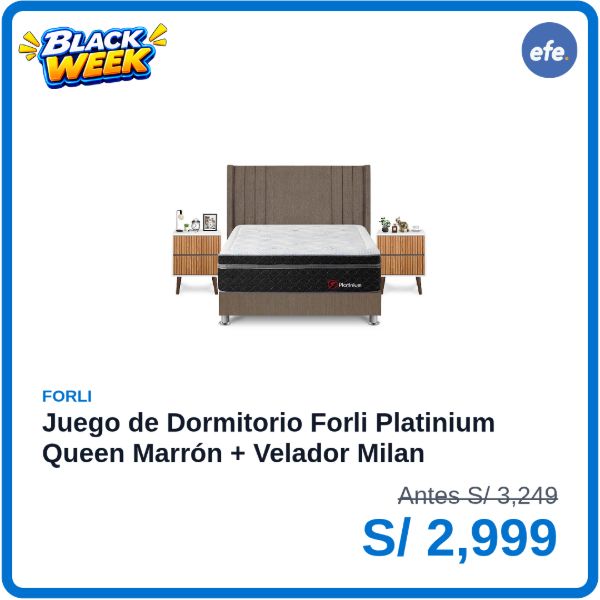 BLACK
WEEK
efe.
Platinium
FORLI
Juego de Dormitorio Forli Platinium
Queen Marrón + Velador Milan
Antes S/ 3,249
S/ 2,999